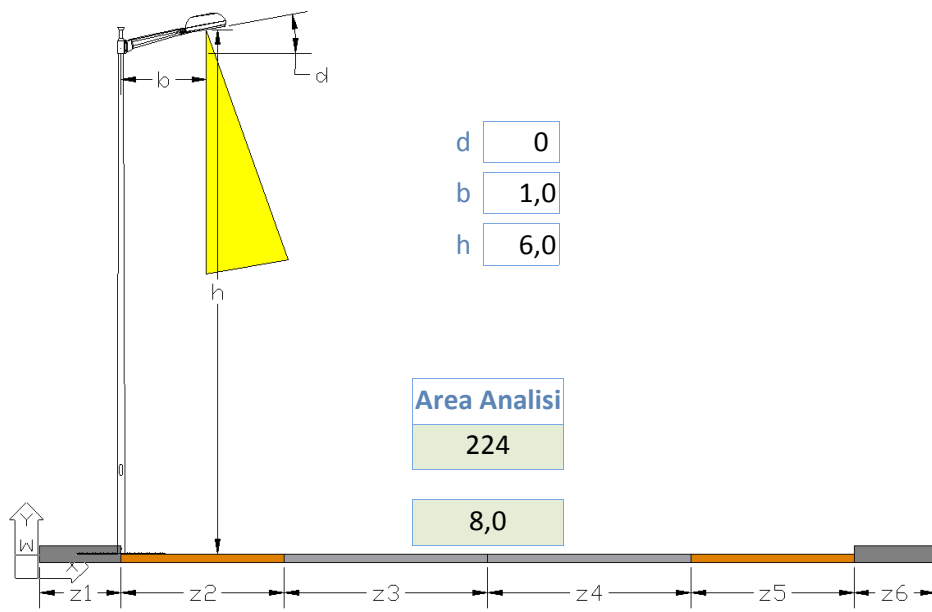 d
b
d 0
b 1,0
h 6,0
h
Area Analisi
224
8,0
Y
W
X
z1 z2 z3 z4 z5 z6